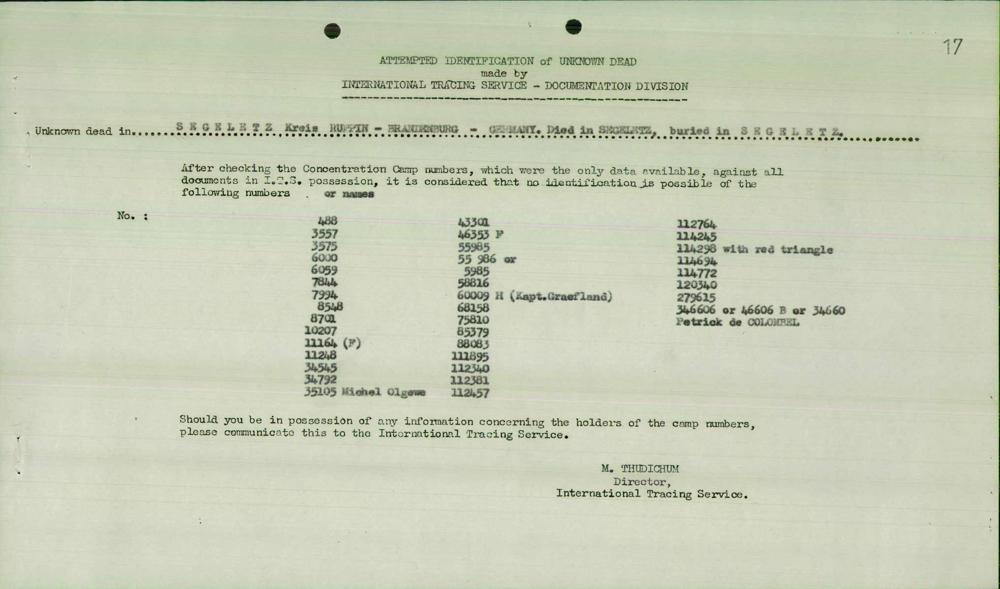 17
ATTEMPTED IDENTIFICATION of UNKNOWN DEAD
made by
INTERNATIONAL TRACING SERVICE - DOCUMENTATION DIVISION
Unknown dead in...... S E G E L E T Z Kreis RUPPIN - BRANDENBURG - GERMANY. Died in SEGELETZ, buried in S E G E L E T Z.
After checking the Concentration Camp numbers, which were the only data available, against all
documents in I.T.S. possession, it is considered that no identification is possible of the
following numbers . or names
No. :
488
3557
3575
6000
6059
7844
7994
8548
8701
10207
11164 (F)
11248
34545
34792
35105 Michel Olgewe
43301
46353 F
55985
55 986 or
5985
58816
60009 H (Kapt.Graefland)
68158
75810
85379
88083
111895
112340
112381
112457
112764
114245
114298 with red triangle
114694
114772
120340
279615
346606 or 46606 B or 34660
Petrick de COLOMBEL
Should you be in possession of any information concerning the holders of the camp numbers,
please communicate this to the International Tracing Service.
M. THUDICHUM
Director,
International Tracing Service.